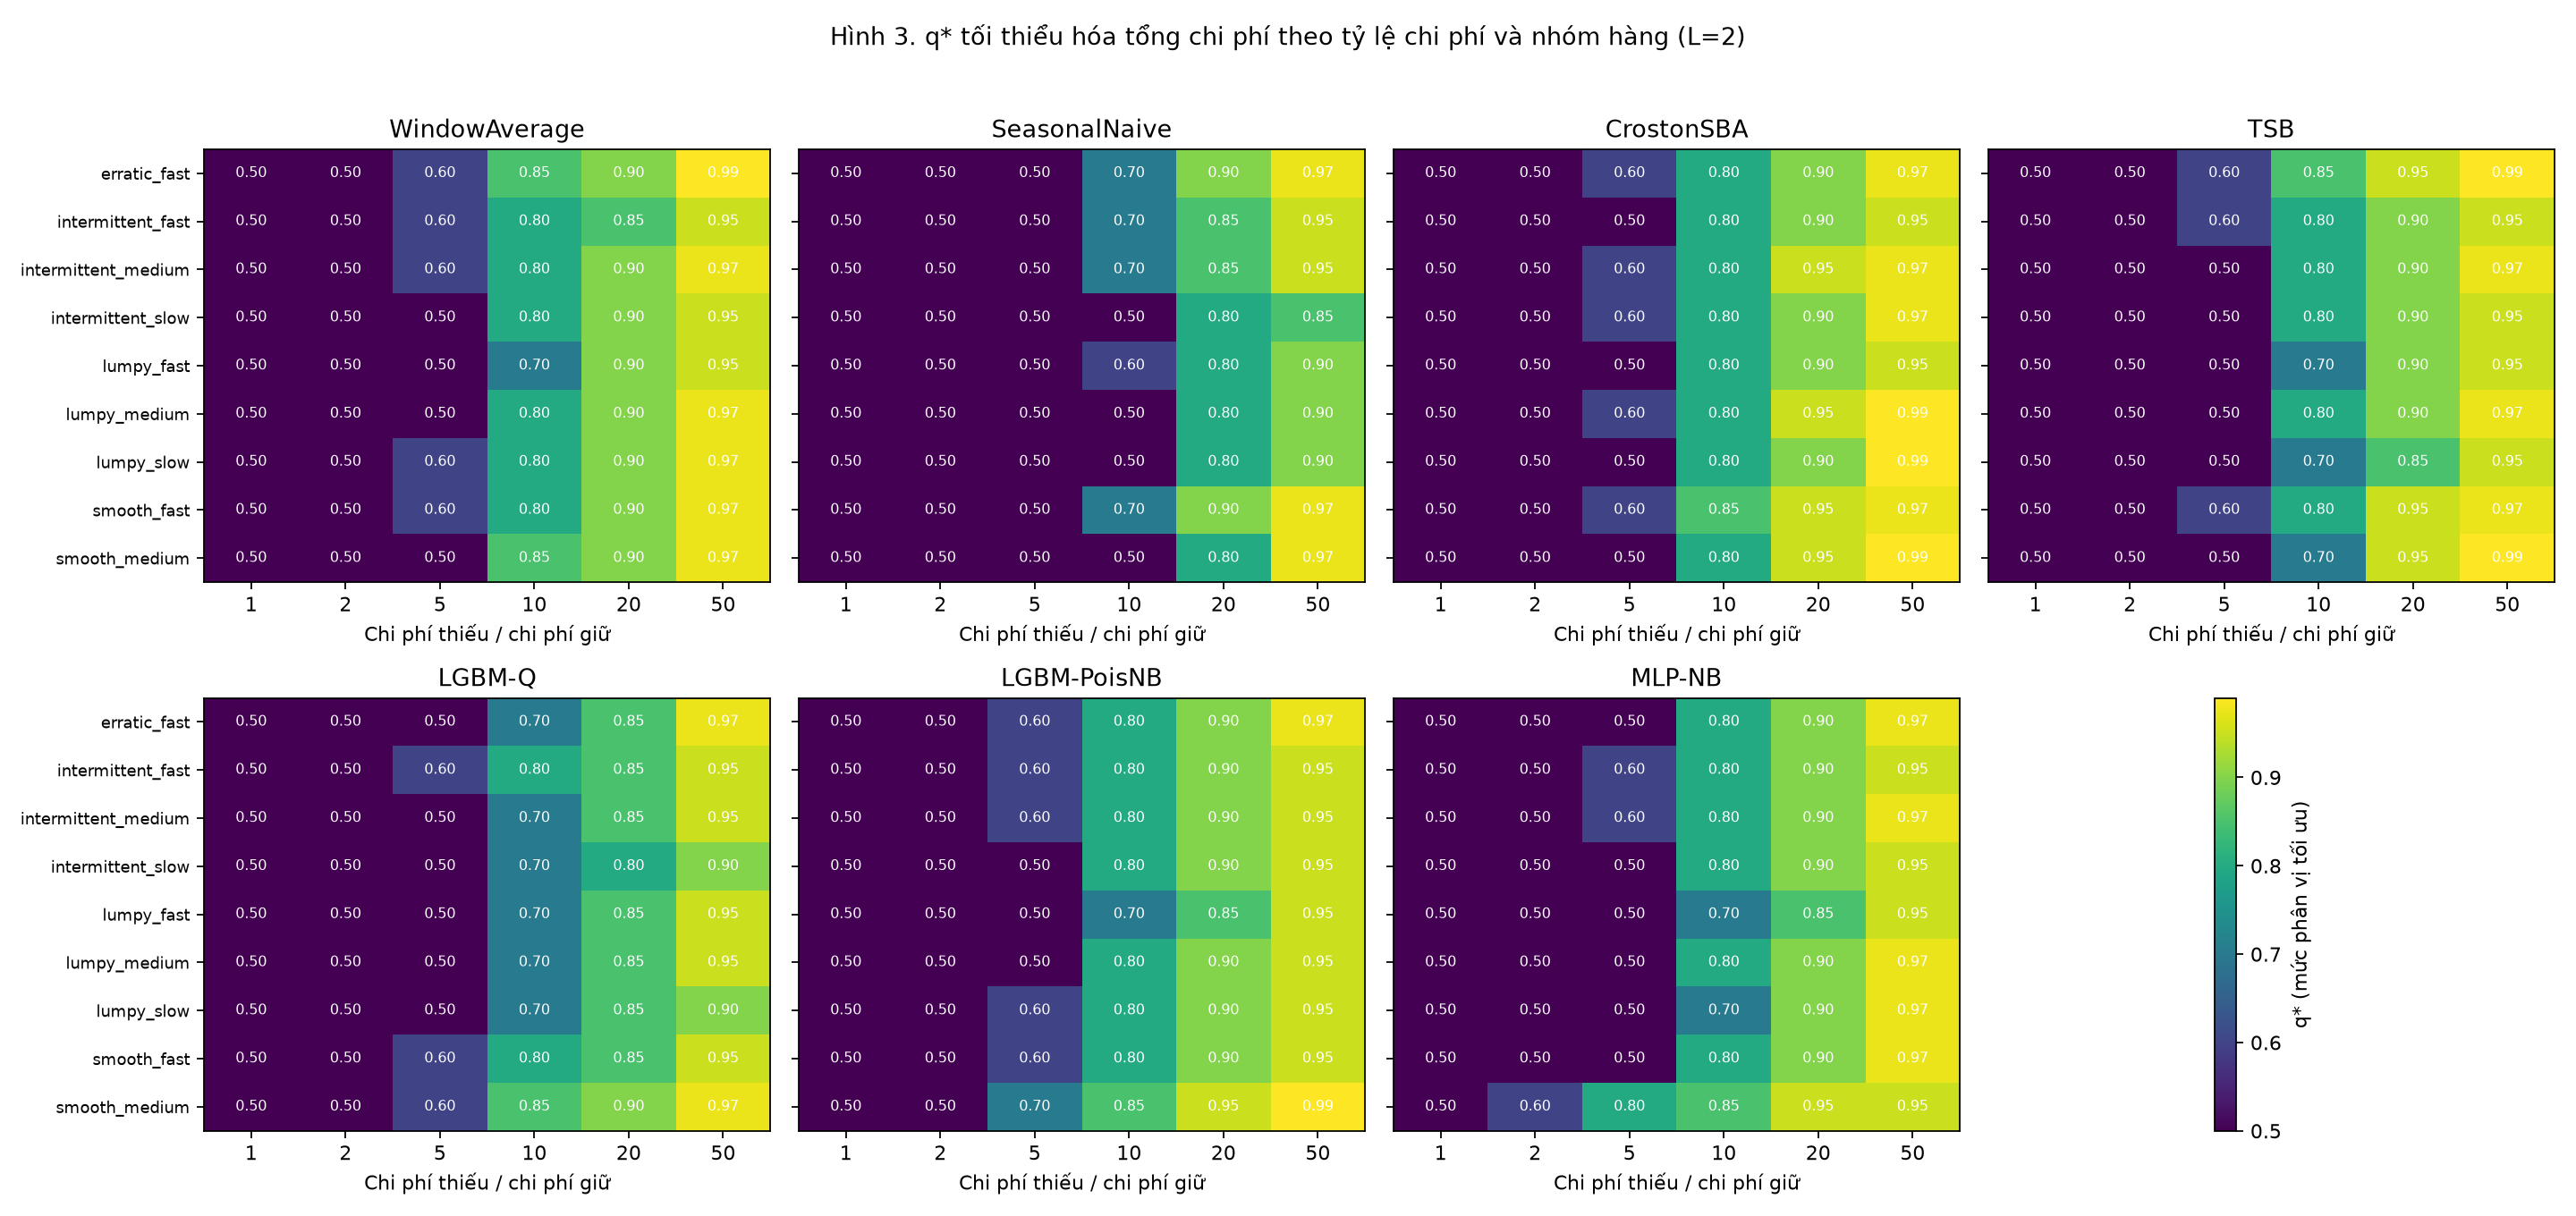 Hình 3. q* tối thiểu hóa tổng chi phí theo tỷ lệ chi phí và nhóm hàng (L=2)
WindowAverage SeasonalNaive CrostonSBA TSB
erratic_fast 0.50 0.50 0.60 0.85 0.90 0.99 0.50 0.50 0.50 0.70 0.90 0.97 0.50 0.50 0.60 0.80 0.90 0.97 0.50 0.50 0.60 0.85 0.95 0.99
intermittent_fast 0.50 0.50 0.60 0.80 0.85 0.95 0.50 0.50 0.50 0.70 0.85 0.95 0.50 0.50 0.50 0.80 0.90 0.95 0.50 0.50 0.60 0.80 0.90 0.95
intermittent_medium 0.50 0.50 0.60 0.80 0.90 0.97 0.50 0.50 0.50 0.70 0.85 0.95 0.50 0.50 0.60 0.80 0.95 0.97 0.50 0.50 0.50 0.80 0.90 0.97
intermittent_slow 0.50 0.50 0.50 0.80 0.90 0.95 0.50 0.50 0.50 0.50 0.80 0.85 0.50 0.50 0.60 0.80 0.90 0.97 0.50 0.50 0.50 0.80 0.90 0.95
lumpy_fast 0.50 0.50 0.50 0.70 0.90 0.95 0.50 0.50 0.50 0.60 0.80 0.90 0.50 0.50 0.50 0.80 0.90 0.95 0.50 0.50 0.50 0.70 0.90 0.95
lumpy_medium 0.50 0.50 0.50 0.80 0.90 0.97 0.50 0.50 0.50 0.50 0.80 0.90 0.50 0.50 0.60 0.80 0.95 0.99 0.50 0.50 0.50 0.80 0.90 0.97
lumpy_slow 0.50 0.50 0.60 0.80 0.90 0.97 0.50 0.50 0.50 0.50 0.80 0.90 0.50 0.50 0.50 0.80 0.90 0.99 0.50 0.50 0.50 0.70 0.85 0.95
smooth_fast 0.50 0.50 0.60 0.80 0.90 0.97 0.50 0.50 0.50 0.70 0.90 0.97 0.50 0.50 0.60 0.85 0.95 0.97 0.50 0.50 0.60 0.80 0.95 0.97
smooth_medium 0.50 0.50 0.50 0.85 0.90 0.97 0.50 0.50 0.50 0.50 0.80 0.97 0.50 0.50 0.50 0.80 0.95 0.99 0.50 0.50 0.50 0.70 0.95 0.99
1 2 5 10 20 50 1 2 5 10 20 50 1 2 5 10 20 50 1 2 5 10 20 50
Chi phí thiếu / chi phí giữ Chi phí thiếu / chi phí giữ Chi phí thiếu / chi phí giữ Chi phí thiếu / chi phí giữ
LGBM-Q LGBM-PoisNB MLP-NB
erratic_fast 0.50 0.50 0.50 0.70 0.85 0.97 0.50 0.50 0.60 0.80 0.90 0.97 0.50 0.50 0.50 0.80 0.90 0.97
intermittent_fast 0.50 0.50 0.60 0.80 0.85 0.95 0.50 0.50 0.60 0.80 0.90 0.95 0.50 0.50 0.60 0.80 0.90 0.95
intermittent_medium 0.50 0.50 0.50 0.70 0.85 0.95 0.50 0.50 0.60 0.80 0.90 0.95 0.50 0.50 0.60 0.80 0.90 0.97
intermittent_slow 0.50 0.50 0.50 0.70 0.80 0.90 0.50 0.50 0.50 0.80 0.90 0.95 0.50 0.50 0.50 0.80 0.90 0.95
lumpy_fast 0.50 0.50 0.50 0.70 0.85 0.95 0.50 0.50 0.50 0.70 0.85 0.95 0.50 0.50 0.50 0.70 0.85 0.95
lumpy_medium 0.50 0.50 0.50 0.70 0.85 0.95 0.50 0.50 0.50 0.80 0.90 0.95 0.50 0.50 0.50 0.80 0.90 0.97
lumpy_slow 0.50 0.50 0.50 0.70 0.85 0.90 0.50 0.50 0.60 0.80 0.90 0.95 0.50 0.50 0.50 0.70 0.90 0.97
smooth_fast 0.50 0.50 0.60 0.80 0.85 0.95 0.50 0.50 0.60 0.80 0.90 0.95 0.50 0.50 0.50 0.80 0.90 0.97
smooth_medium 0.50 0.50 0.60 0.85 0.90 0.97 0.50 0.50 0.70 0.85 0.95 0.99 0.50 0.60 0.80 0.85 0.95 0.95
1 2 5 10 20 50 1 2 5 10 20 50 1 2 5 10 20 50
Chi phí thiếu / chi phí giữ Chi phí thiếu / chi phí giữ Chi phí thiếu / chi phí giữ
0.9
0.8
0.7
0.6
0.5
q* (mức phân vị tối ưu)